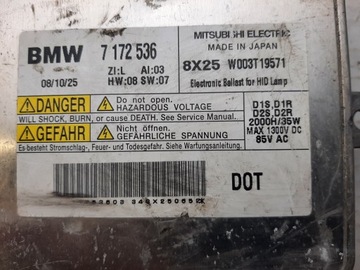 BMW 7 172 536
MITSUBISHI ELECTRIC
MADE IN JAPAN
08/10/25
ZI:L AI:03
HW:08 SW:07
8X25 W003T19571
Electronic Ballast for HID Lamp
DANGER
Do not open.
HAZARDOUS VOLTAGE
WILL SHOCK, BURN, or cause DEATH. See Service Manual.
GEFAHR
Nicht öffnen.
GEFÄHRLICHE SPANNUNG
Es besteht Stromschlag-, Feuer- und Todesgefahr. Siehe Werkstatthandbuch.
D1S,D1R
D2S,D2R
2000H/35W
MAX 1300V DC
85V AC
DOT